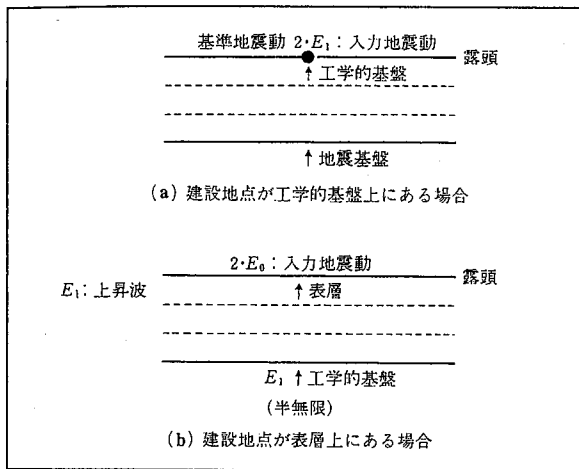 基準地震動 2・E₁：入力地震動
露頭
↑工学的基盤
↑地震基盤
(a) 建設地点が工学的基盤上にある場合
2・E₀：入力地震動
露頭
E₁：上昇波
↑表層
E₁ ↑工学的基盤
(半無限)
(b) 建設地点が表層上にある場合